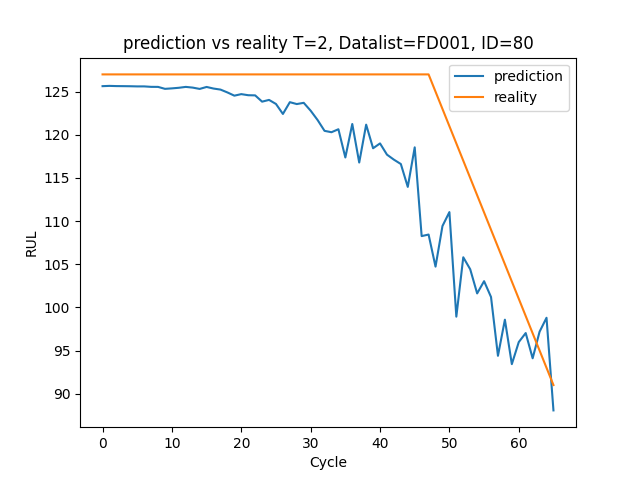 prediction vs reality T=2, Datalist=FD001, ID=80
prediction
reality
125
120
115
110
105
100
95
90
RUL
0 10 20 30 40 50 60
Cycle